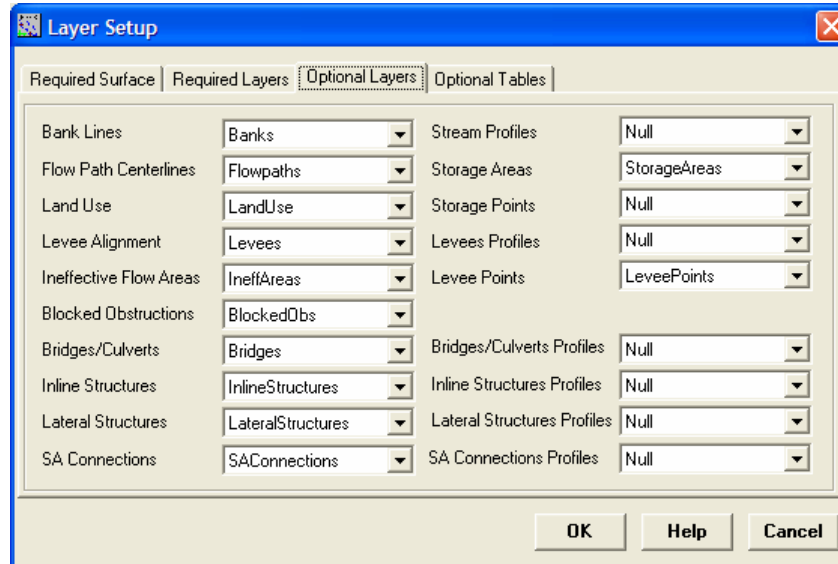 Layer Setup
Required Surface Required Layers Optional Layers Optional Tables
Bank Lines Banks Stream Profiles Null
Flow Path Centerlines Flowpaths Storage Areas StorageAreas
Land Use LandUse Storage Points Null
Levee Alignment Levees Levees Profiles Null
Ineffective Flow Areas IneffAreas Levee Points LeveePoints
Blocked Obstructions BlockedObs
Bridges/Culverts Bridges Bridges/Culverts Profiles Null
Inline Structures InlineStructures Inline Structures Profiles Null
Lateral Structures LateralStructures Lateral Structures Profiles Null
SA Connections SAConnections SA Connections Profiles Null
OK Help Cancel